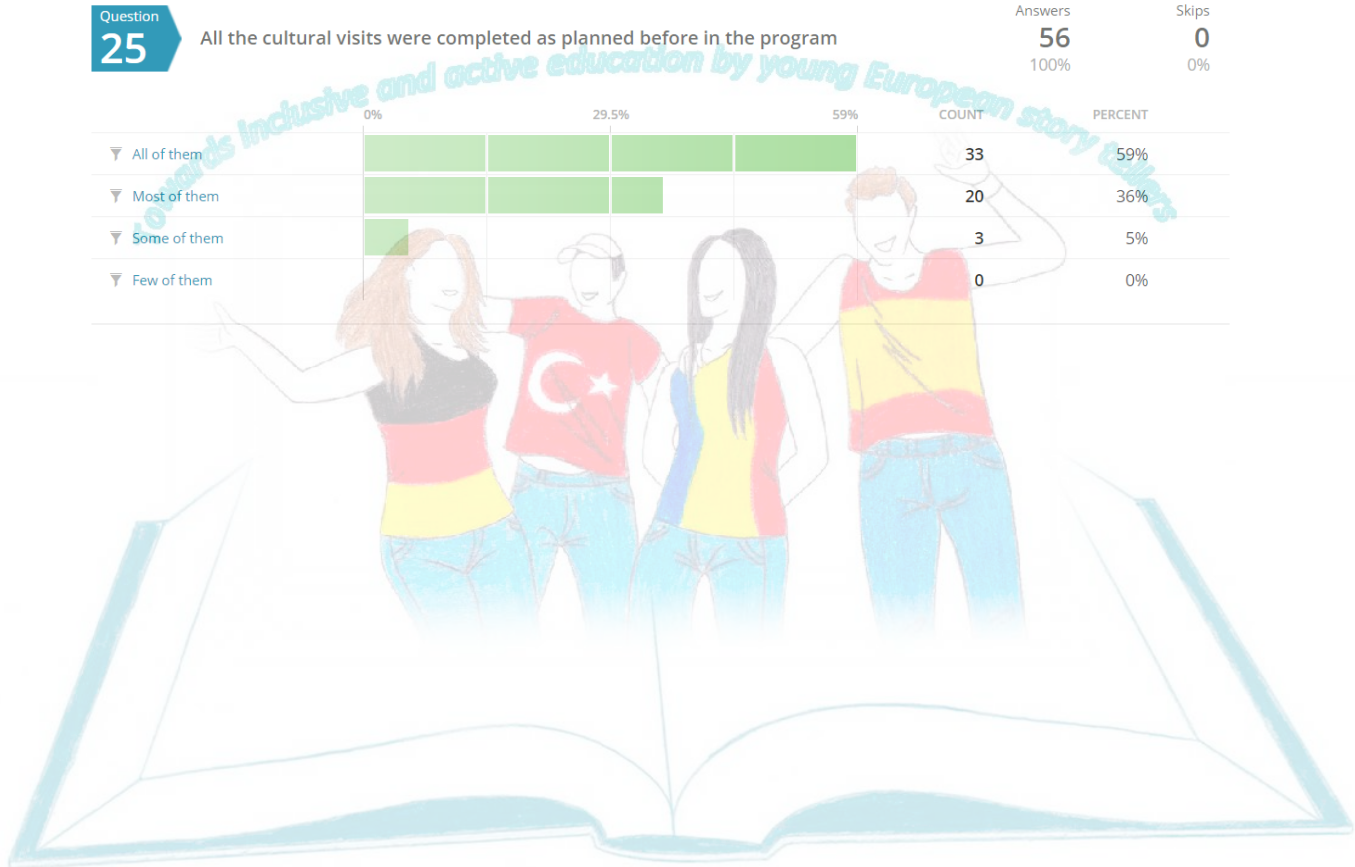 Question
25
All the cultural visits were completed as planned before in the program
Answers
56
100%
Skips
0
0%
Towards inclusive and active education by young European story tellers
0% 29.5% 59% COUNT PERCENT
All of them 33 59%
Most of them 20 36%
Some of them 3 5%
Few of them 0 0%